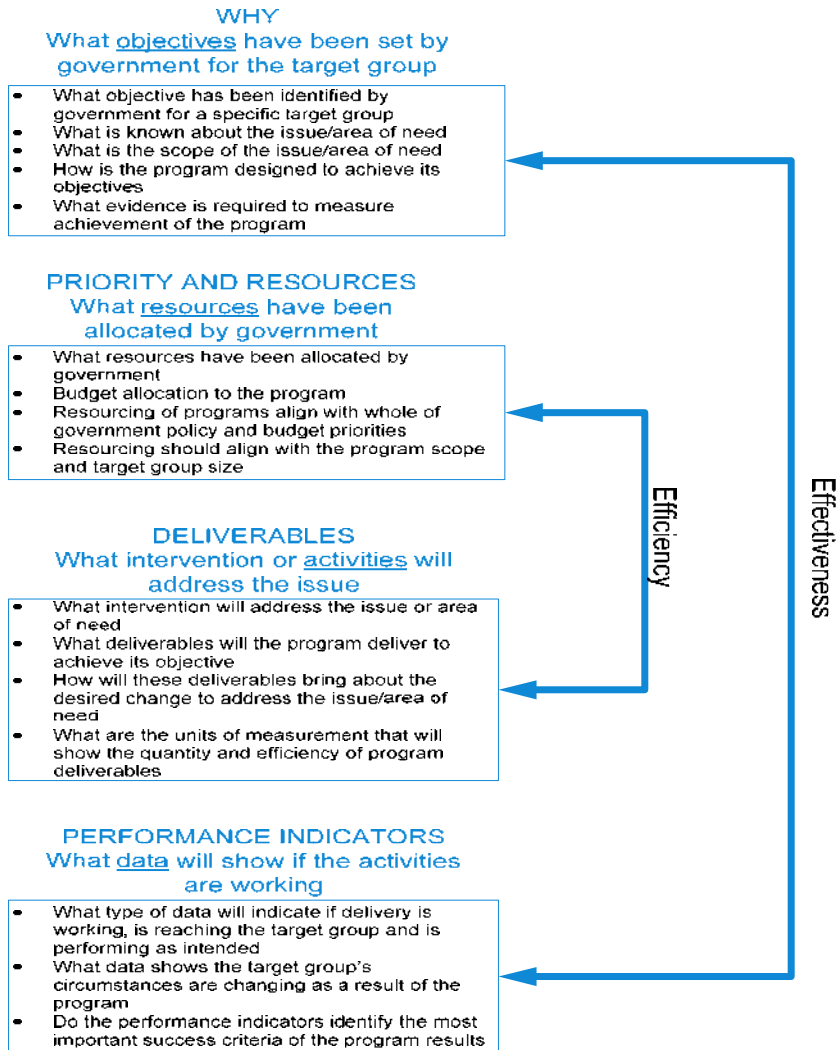 WHY
What objectives have been set by
government for the target group
• What objective has been identified by
government for a specific target group
• What is known about the issue/area of need
• What is the scope of the issue/area of need
• How is the program designed to achieve its
objectives
• What evidence is required to measure
achievement of the program
PRIORITY AND RESOURCES
What resources have been
allocated by government
• What resources have been allocated by
government
• Budget allocation to the program
• Resourcing of programs align with whole of
government policy and budget priorities
• Resourcing should align with the program scope
and target group size
Efficiency
Effectiveness
DELIVERABLES
What intervention or activities will
address the issue
• What intervention will address the issue or area
of need
• What deliverables will the program deliver to
achieve its objective
• How will these deliverables bring about the
desired change to address the issue/area of
need
• What are the units of measurement that will
show the quantity and efficiency of program
deliverables
PERFORMANCE INDICATORS
What data will show if the activities
are working
• What type of data will indicate if delivery is
working, is reaching the target group and is
performing as intended
• What data shows the target group's
circumstances are changing as a result of the
program
• Do the performance indicators identify the most
important success criteria of the program results